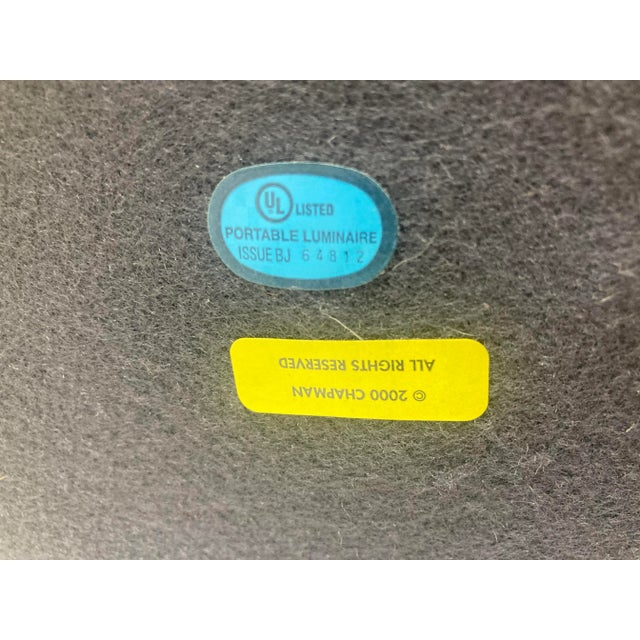 UL LISTED
PORTABLE LUMINAIRE
ISSUE BJ 64812
© 2000 CHAPMAN
ALL RIGHTS RESERVED